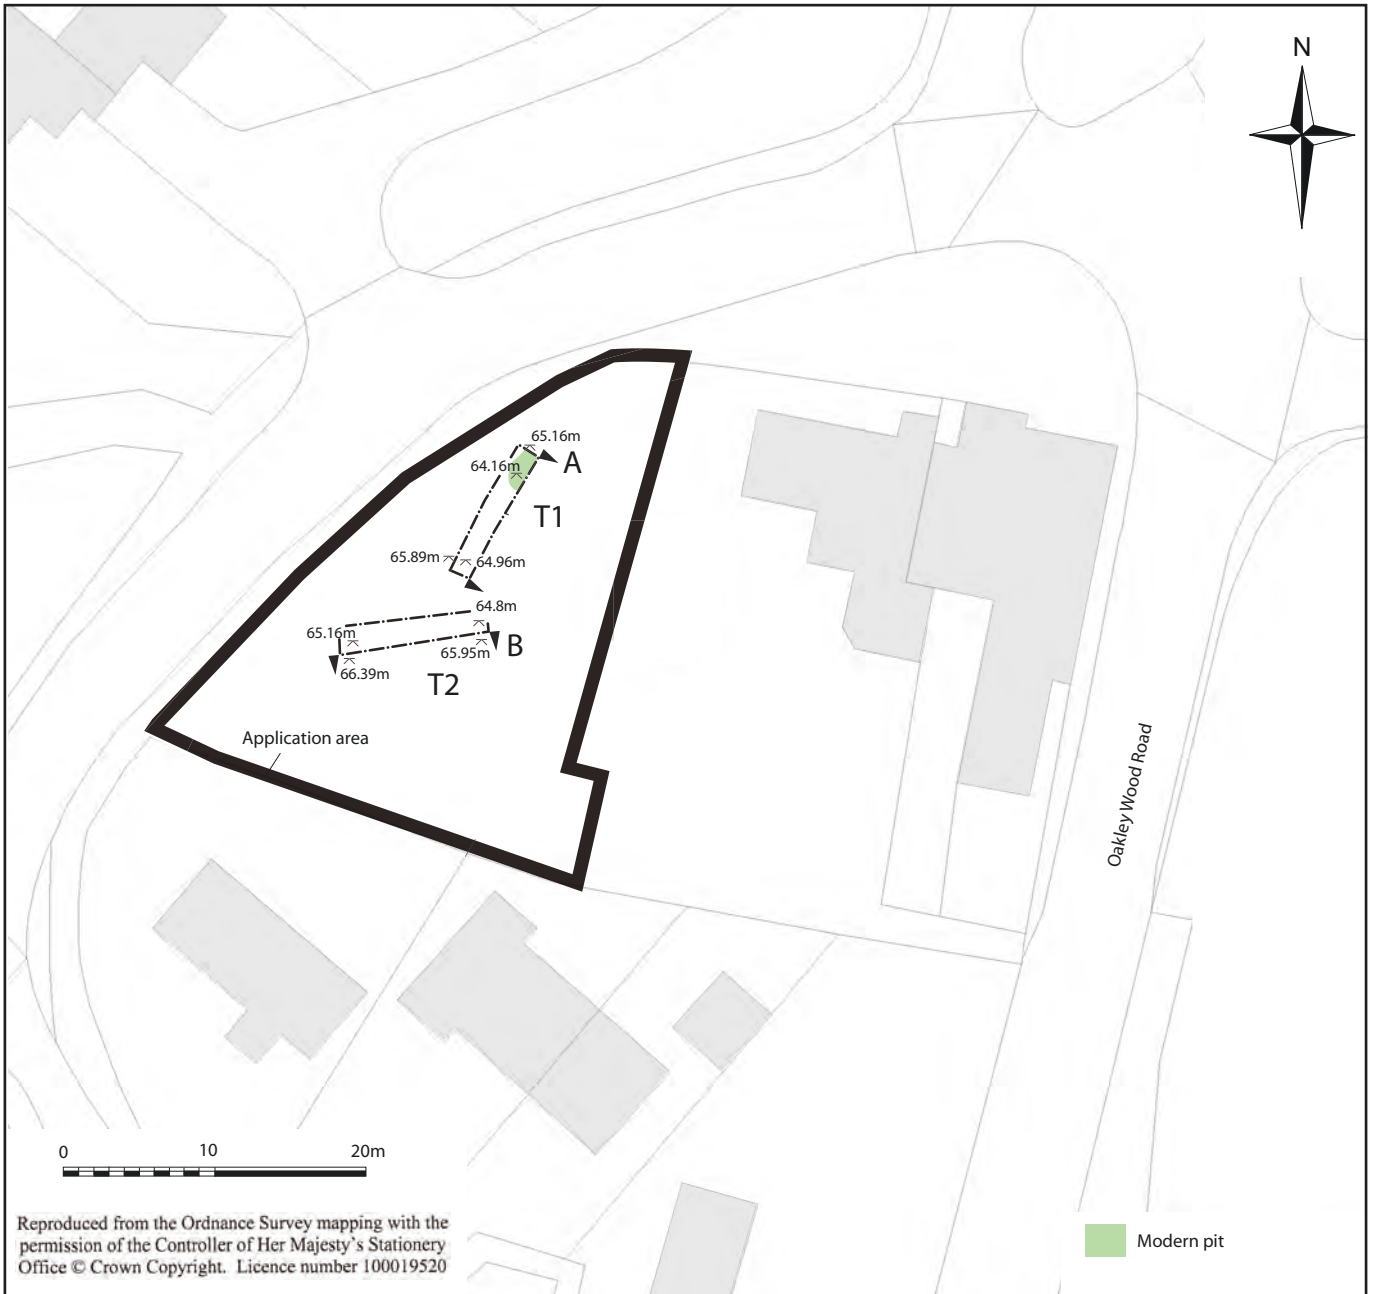 N
65.16m
A
64.16m
T1
65.89m
64.96m
64.8m
65.16m
B
65.95m
66.39m
T2
Application area
Oakley Wood Road
0 10 20m
Reproduced from the Ordnance Survey mapping with the
permission of the Controller of Her Majesty's Stationery
Office © Crown Copyright. Licence number 100019520
Modern pit